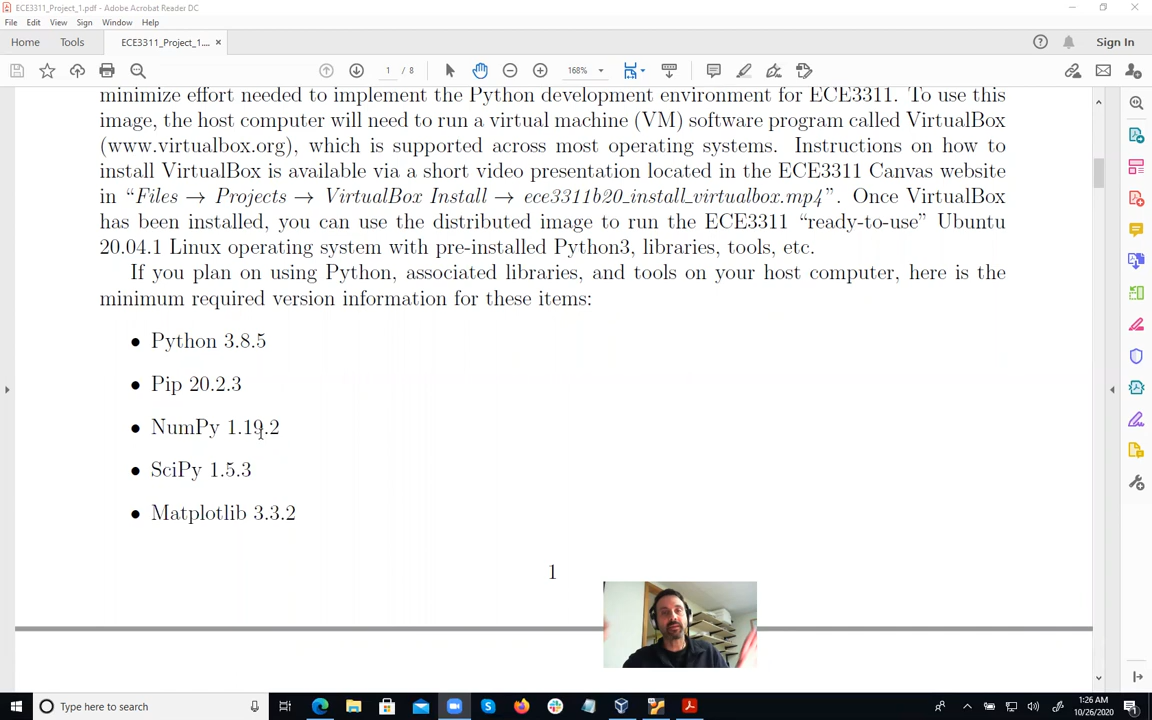 ECE3311_Project_1.pdf - Adobe Acrobat Reader DC
File Edit View Sign Window Help
Home Tools ECE3311_Project_1.... × Sign In
1 / 8 168%
minimize effort needed to implement the Python development environment for ECE3311. To use this
image, the host computer will need to run a virtual machine (VM) software program called VirtualBox
(www.virtualbox.org), which is supported across most operating systems. Instructions on how to
install VirtualBox is available via a short video presentation located in the ECE3311 Canvas website
in “Files → Projects → VirtualBox Install → ece3311b20_install_virtualbox.mp4”. Once VirtualBox
has been installed, you can use the distributed image to run the ECE3311 “ready-to-use” Ubuntu
20.04.1 Linux operating system with pre-installed Python3, libraries, tools, etc.
If you plan on using Python, associated libraries, and tools on your host computer, here is the
minimum required version information for these items:
• Python 3.8.5
• Pip 20.2.3
• NumPy 1.19.2
• SciPy 1.5.3
• Matplotlib 3.3.2
1
Type here to search
1:26 AM
10/26/2020